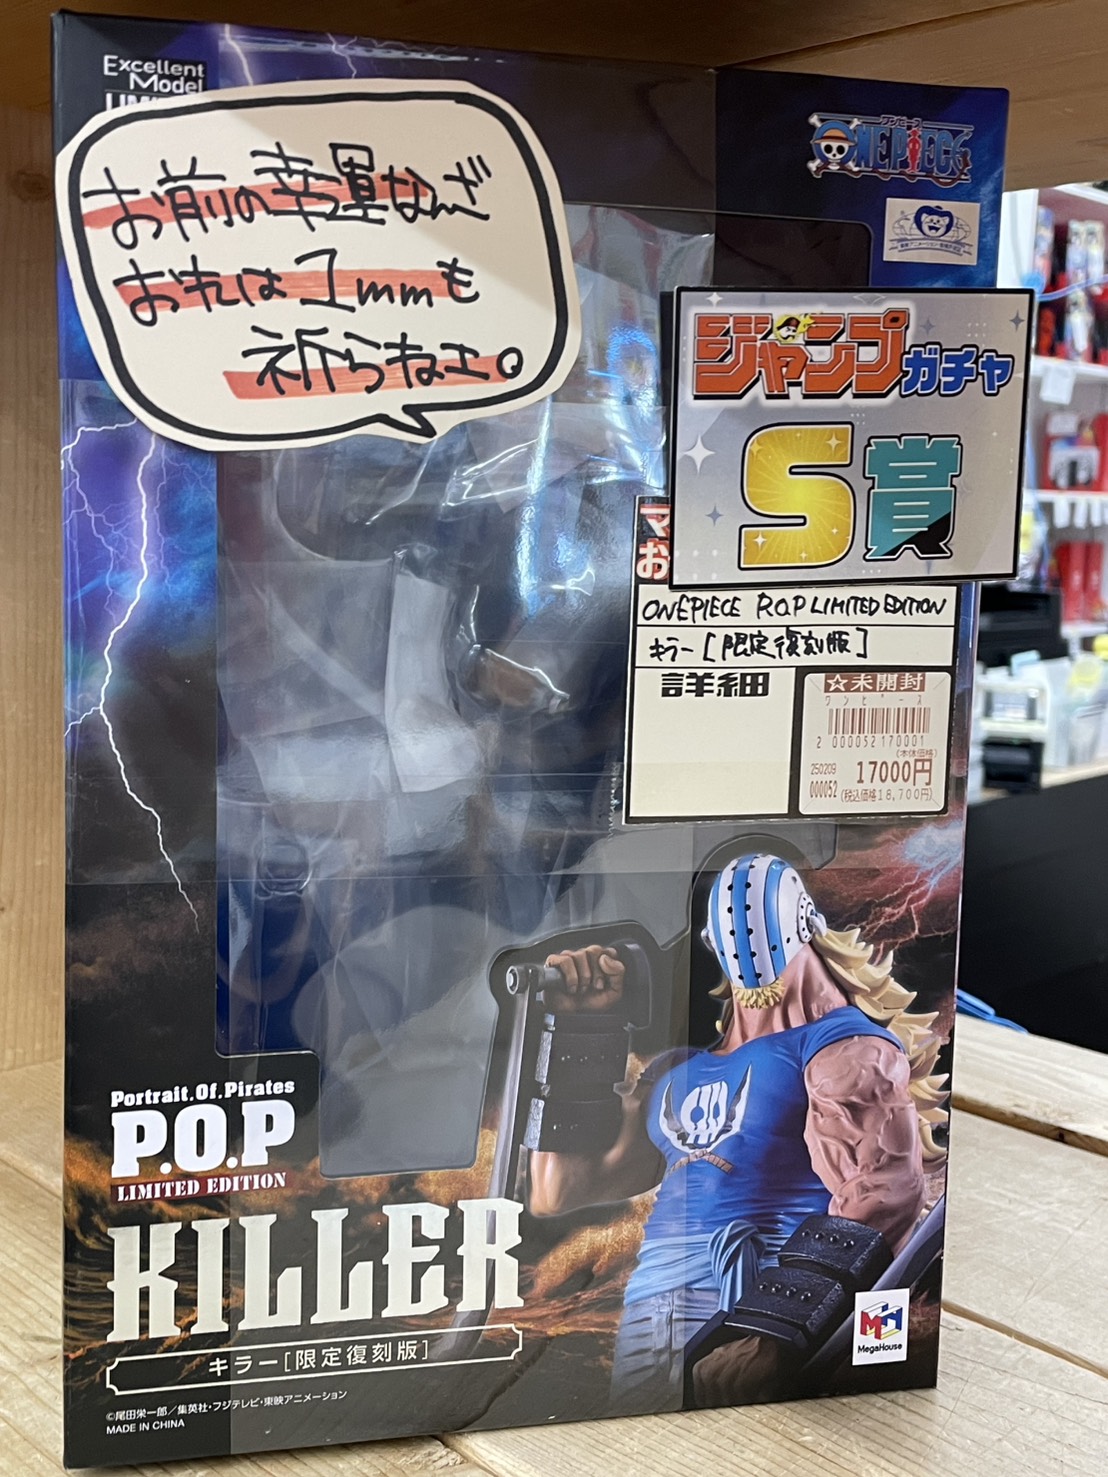 Excellent
Model
お前の幸運なんざ
おれは1mmも
祈らねェ。
ワンピース
ONE PIECE
ジャンプガチャ
S賞
マ
お
ONEPIECE P.O.P LIMITED EDITION
キラー[限定復刻版]
詳細
☆未開封
ワンピース
2 000052 170001
(本体価格)
250209
17000円
000052
(税込価格18,700円)
Portrait.Of.Pirates
P.O.P
LIMITED EDITION
KILLER
キラー[限定復刻版]
MegaHouse
©尾田栄一郎/集英社・フジテレビ・東映アニメーション
MADE IN CHINA